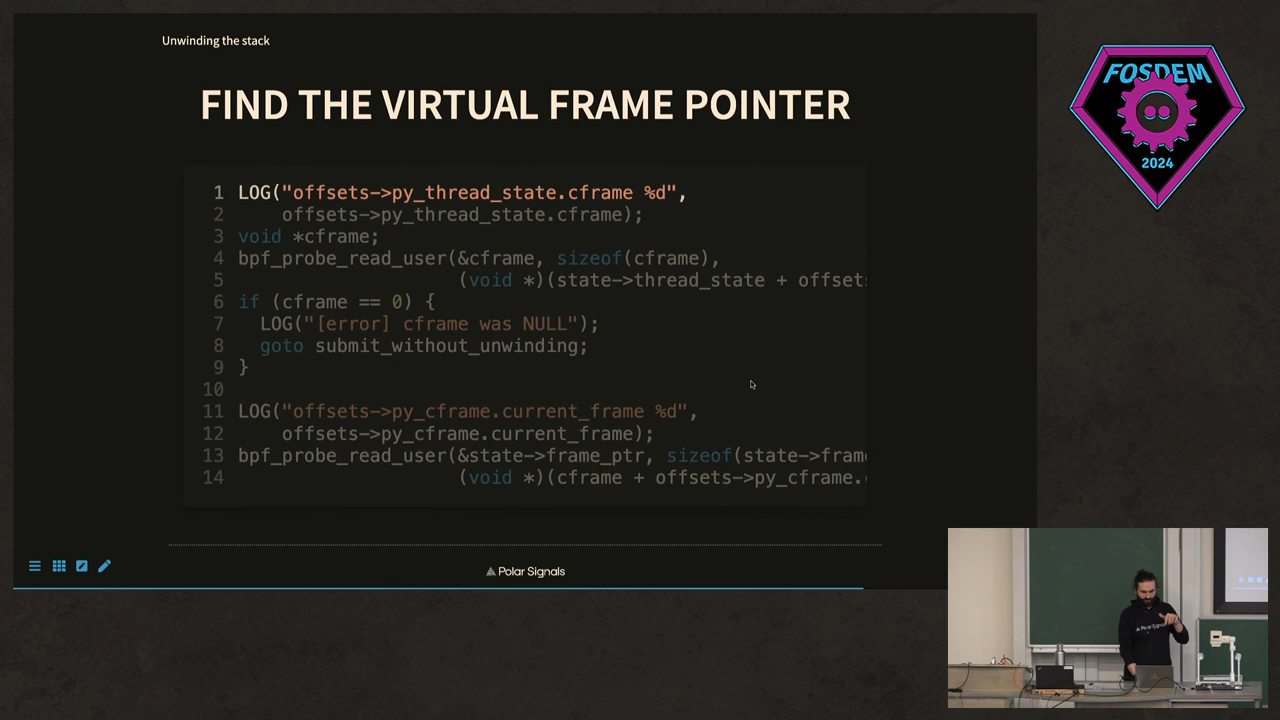 Unwinding the stack
FIND THE VIRTUAL FRAME POINTER
1 LOG("offsets->py_thread_state.cframe %d",
2 offsets->py_thread_state.cframe);
3 void *cframe;
4 bpf_probe_read_user(&cframe, sizeof(cframe),
5 (void *)(state->thread_state + offsets
6 if (cframe == 0) {
7 LOG("[error] cframe was NULL");
8 goto submit_without_unwinding;
9 }
10
11 LOG("offsets->py_cframe.current_frame %d",
12 offsets->py_cframe.current_frame);
13 bpf_probe_read_user(&state->frame_ptr, sizeof(state->frame
14 (void *)(cframe + offsets->py_cframe.
Polar Signals
FOSDEM
2024